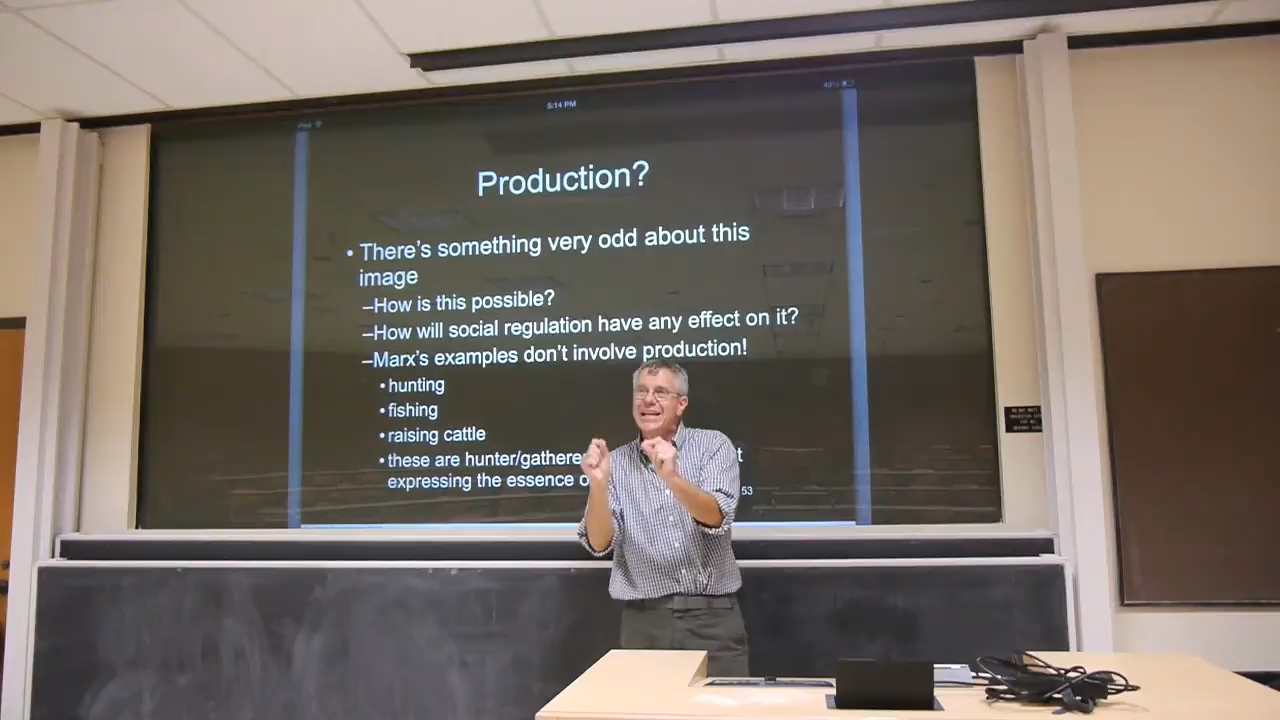 5:14 PM
iPad
Production?
• There's something very odd about this
image
–How is this possible?
–How will social regulation have any effect on it?
–Marx's examples don't involve production!
• hunting
• fishing
• raising cattle
• these are hunter/gathere t
expressing the essence o
53